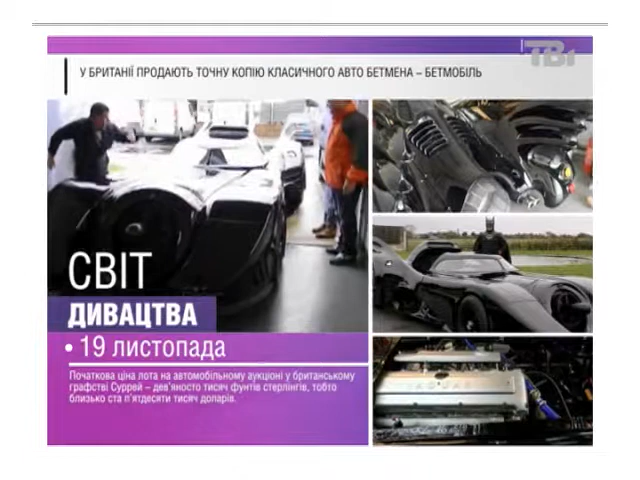 ТВі
У БРИТАНІЇ ПРОДАЮТЬ ТОЧНУ КОПІЮ КЛАСИЧНОГО АВТО БЕТМЕНА – БЕТМОБІЛЬ
СВІТ
ДИВАЦТВА
• 19 листопада
Початкова ціна лота на автомобільному аукціоні у британському
графстві Суррей – дев'яносто тисяч фунтів стерлінгів, тобто
близько ста п'ятдесяти тисяч доларів.
JAGUAR